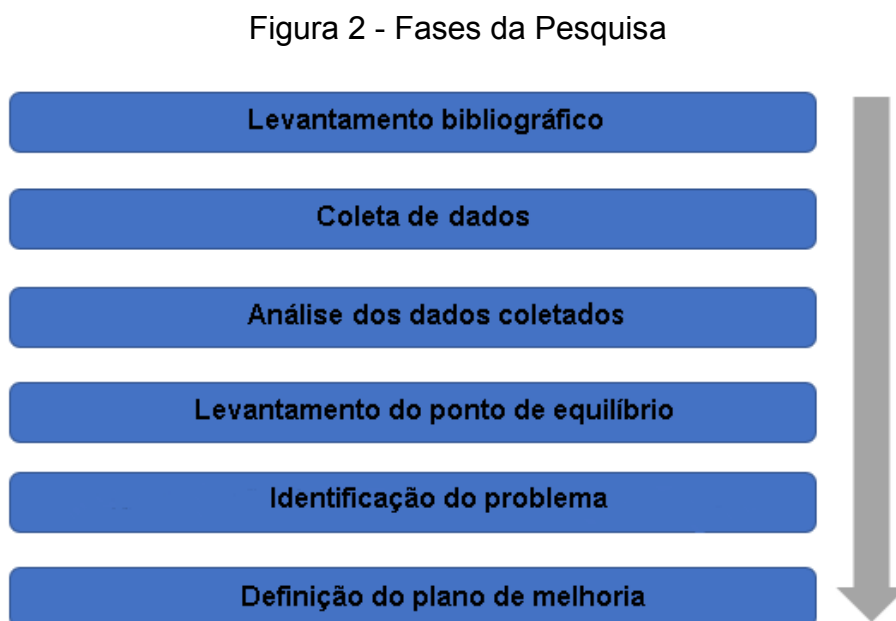 Figura 2 - Fases da Pesquisa
Levantamento bibliográfico
Coleta de dados
Análise dos dados coletados
Levantamento do ponto de equilíbrio
Identificação do problema
Definição do plano de melhoria